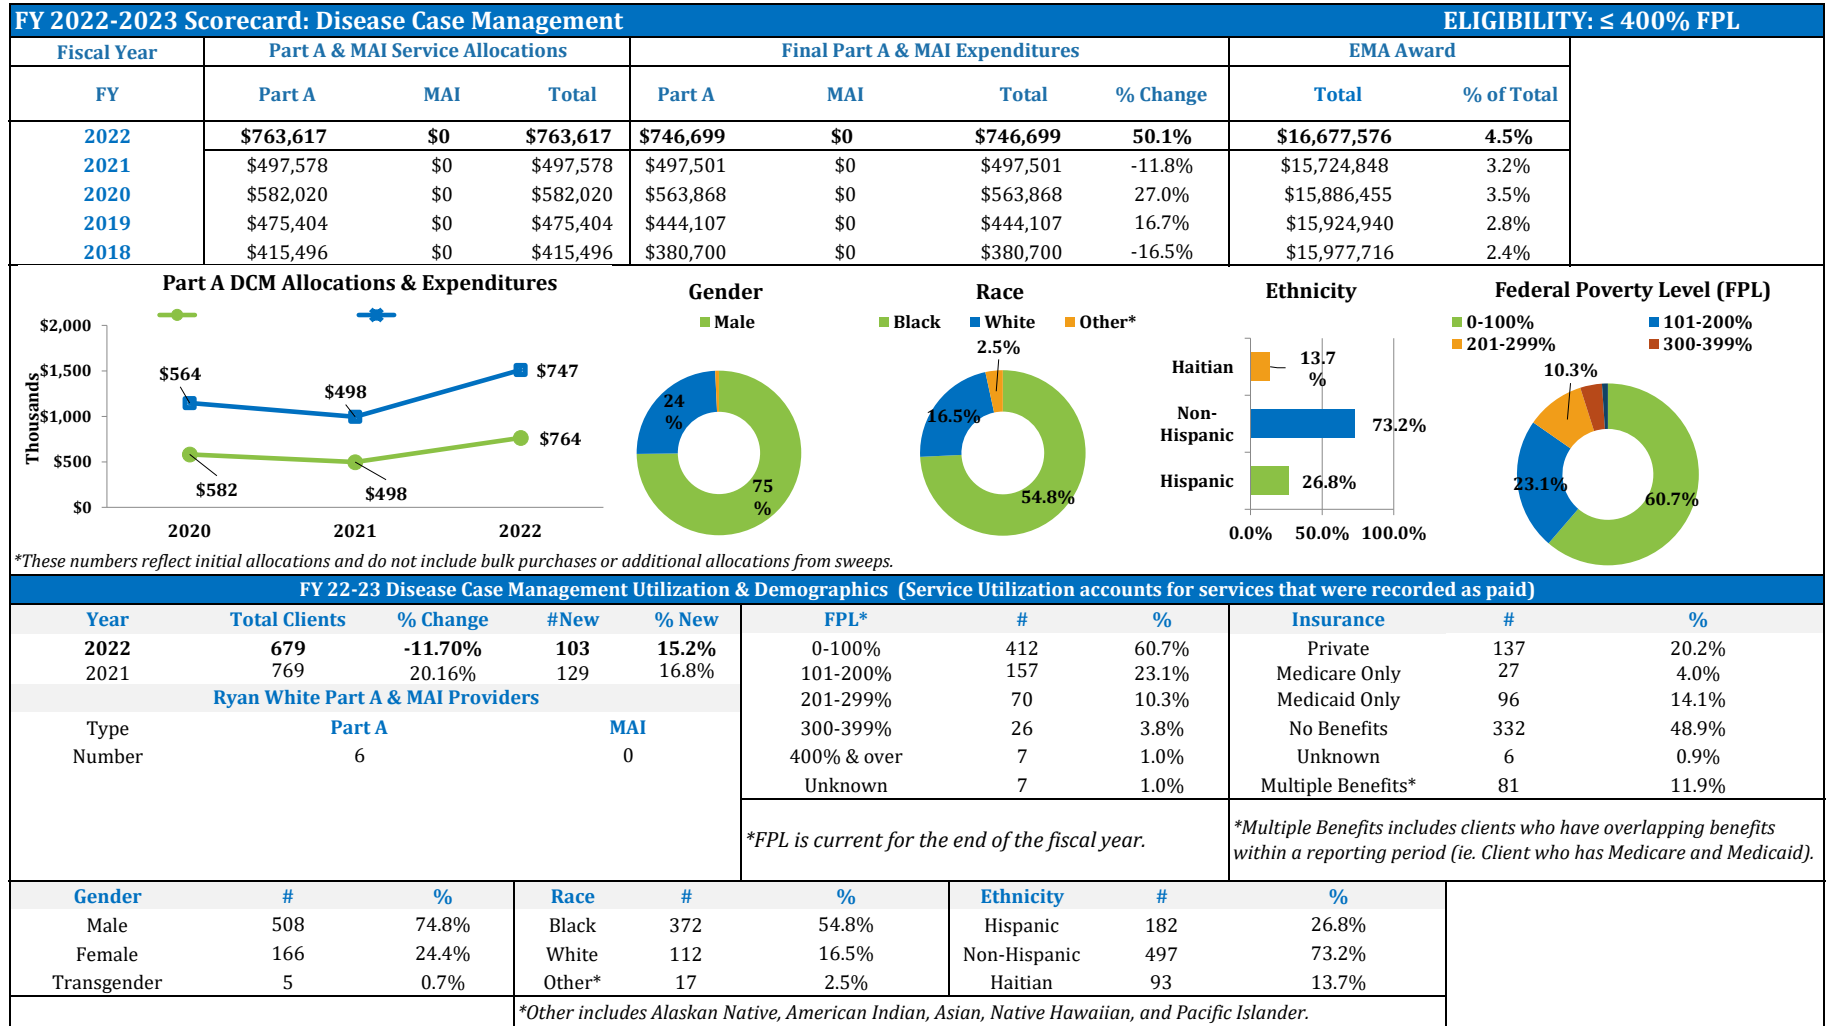 FY 2022-2023 Scorecard: Disease Case Management ELIGIBILITY: ≤ 400% FPL
Fiscal Year Part A & MAI Service Allocations Final Part A & MAI Expenditures EMA Award
FY Part A MAI Total Part A MAI Total % Change Total % of Total
2022 $763,617 $0 $763,617 $746,699 $0 $746,699 50.1% $16,677,576 4.5%
2021 $497,578 $0 $497,578 $497,501 $0 $497,501 -11.8% $15,724,848 3.2%
2020 $582,020 $0 $582,020 $563,868 $0 $563,868 27.0% $15,886,455 3.5%
2019 $475,404 $0 $475,404 $444,107 $0 $444,107 16.7% $15,924,940 2.8%
2018 $415,496 $0 $415,496 $380,700 $0 $380,700 -16.5% $15,977,716 2.4%
Part A DCM Allocations & Expenditures
Thousands
$2,000
$1,500
$1,000
$500
$0
$564
$498
$747
$582
$498
$764
2020 2021 2022
Gender
Male
24
%
75
%
Race
Black White Other*
2.5%
16.5%
54.8%
Ethnicity
Haitian 13.7
%
Non-
Hispanic 73.2%
Hispanic 26.8%
0.0% 50.0% 100.0%
Federal Poverty Level (FPL)
0-100% 101-200%
201-299% 300-399%
10.3%
23.1%
60.7%
*These numbers reflect initial allocations and do not include bulk purchases or additional allocations from sweeps.
FY 22-23 Disease Case Management Utilization & Demographics (Service Utilization accounts for services that were recorded as paid)
Year Total Clients % Change #New % New
2022 679 -11.70% 103 15.2%
2021 769 20.16% 129 16.8%
Ryan White Part A & MAI Providers
Type Part A MAI
Number 6 0
FPL* # %
0-100% 412 60.7%
101-200% 157 23.1%
201-299% 70 10.3%
300-399% 26 3.8%
400% & over 7 1.0%
Unknown 7 1.0%
*FPL is current for the end of the fiscal year.
Insurance # %
Private 137 20.2%
Medicare Only 27 4.0%
Medicaid Only 96 14.1%
No Benefits 332 48.9%
Unknown 6 0.9%
Multiple Benefits* 81 11.9%
*Multiple Benefits includes clients who have overlapping benefits
within a reporting period (ie. Client who has Medicare and Medicaid).
Gender # %
Male 508 74.8%
Female 166 24.4%
Transgender 5 0.7%
Race # %
Black 372 54.8%
White 112 16.5%
Other* 17 2.5%
Ethnicity # %
Hispanic 182 26.8%
Non-Hispanic 497 73.2%
Haitian 93 13.7%
*Other includes Alaskan Native, American Indian, Asian, Native Hawaiian, and Pacific Islander.